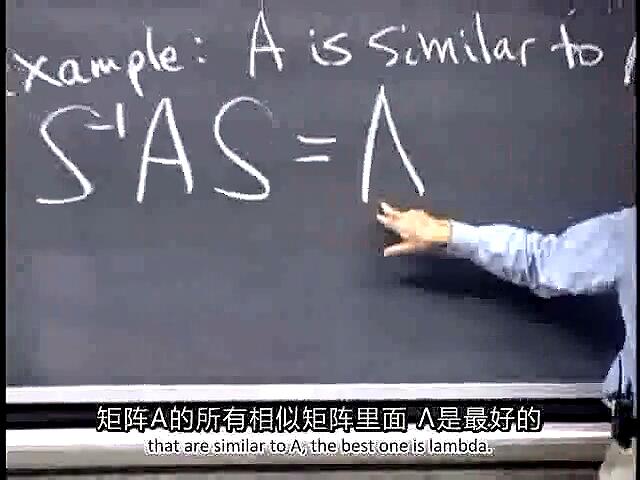 Example: A is similar to
S⁻¹AS = Λ
矩阵A的所有相似矩阵里面 Λ是最好的
that are similar to A, the best one is lambda.